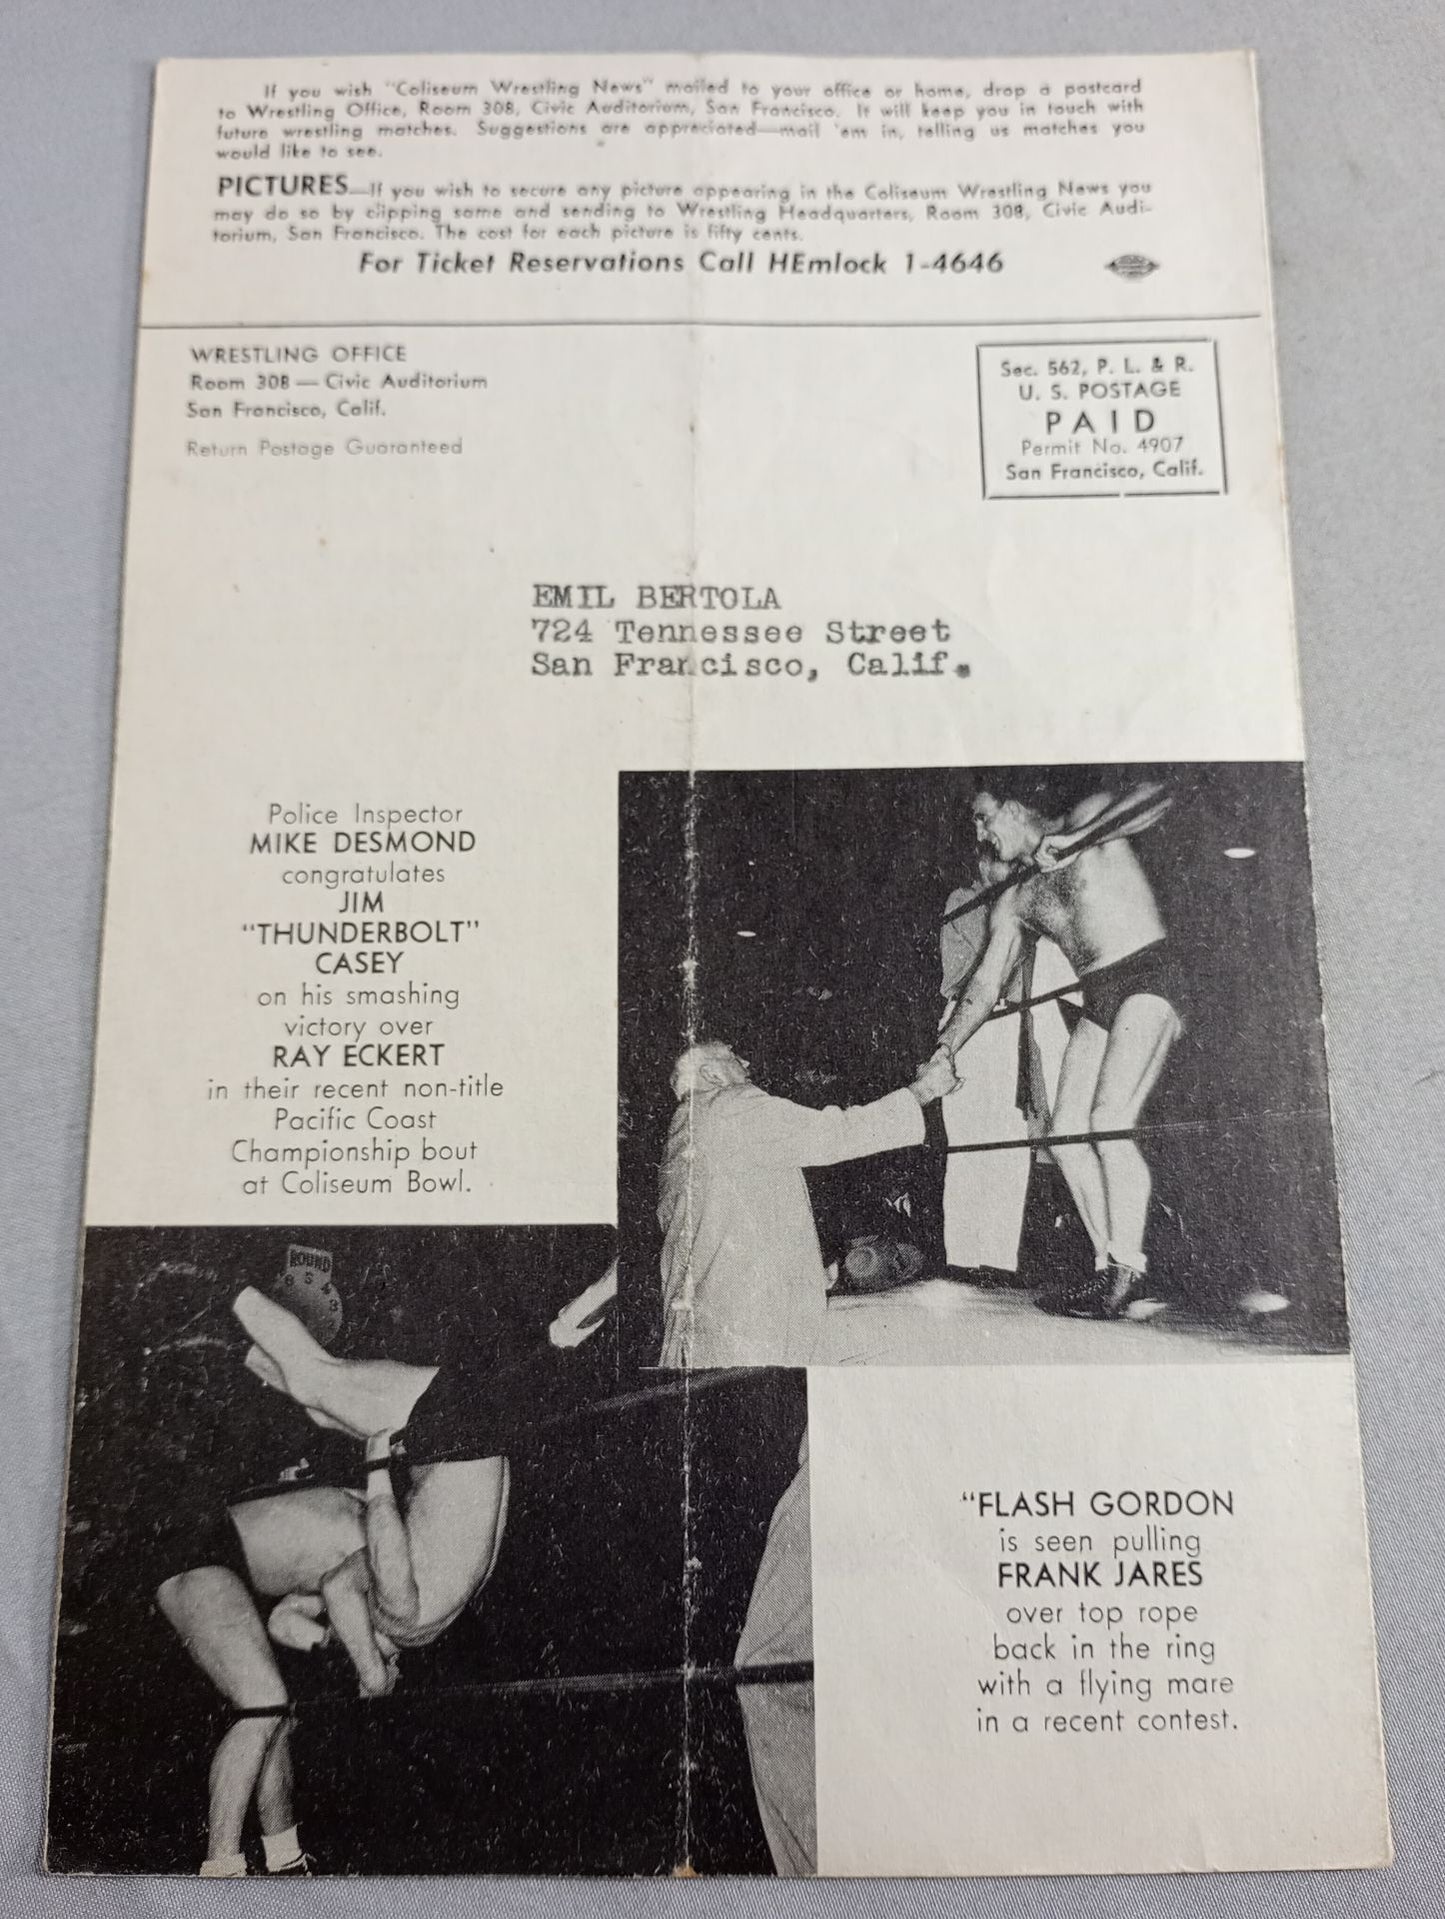 If you wish "Coliseum Wrestling News" mailed to your office or home, drop a postcard
to Wrestling Office, Room 308, Civic Auditorium, San Francisco. It will keep you in touch with
future wrestling matches. Suggestions are appreciated—mail 'em in, telling us matches you
would like to see.
PICTURES—If you wish to secure any picture appearing in the Coliseum Wrestling News you
may do so by clipping same and sending to Wrestling Headquarters, Room 308, Civic Audi-
torium, San Francisco. The cost for each picture is fifty cents.
For Ticket Reservations Call HEmlock 1-4646
WRESTLING OFFICE
Room 308 — Civic Auditorium
San Francisco, Calif.
Return Postage Guaranteed
Sec. 562, P. L. & R.
U. S. POSTAGE
PAID
Permit No. 4907
San Francisco, Calif.
EMIL BERTOLA
724 Tennessee Street
San Francisco, Calif.
Police Inspector
MIKE DESMOND
congratulates
JIM
"THUNDERBOLT"
CASEY
on his smashing
victory over
RAY ECKERT
in their recent non-title
Pacific Coast
Championship bout
at Coliseum Bowl.
ROUND
6 5 4 3
"FLASH GORDON
is seen pulling
FRANK JARES
over top rope
back in the ring
with a flying mare
in a recent contest.